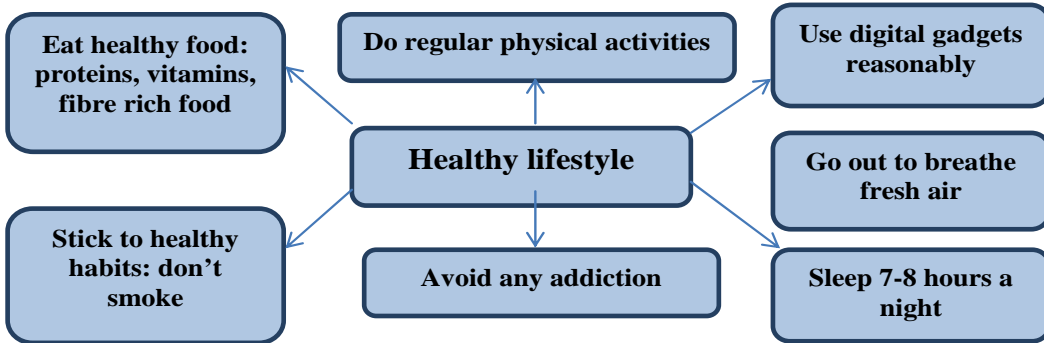 Eat healthy food:
proteins, vitamins,
fibre rich food
Do regular physical activities
Use digital gadgets
reasonably
Healthy lifestyle
Go out to breathe
fresh air
Stick to healthy
habits: don’t
smoke
Avoid any addiction
Sleep 7-8 hours a
night